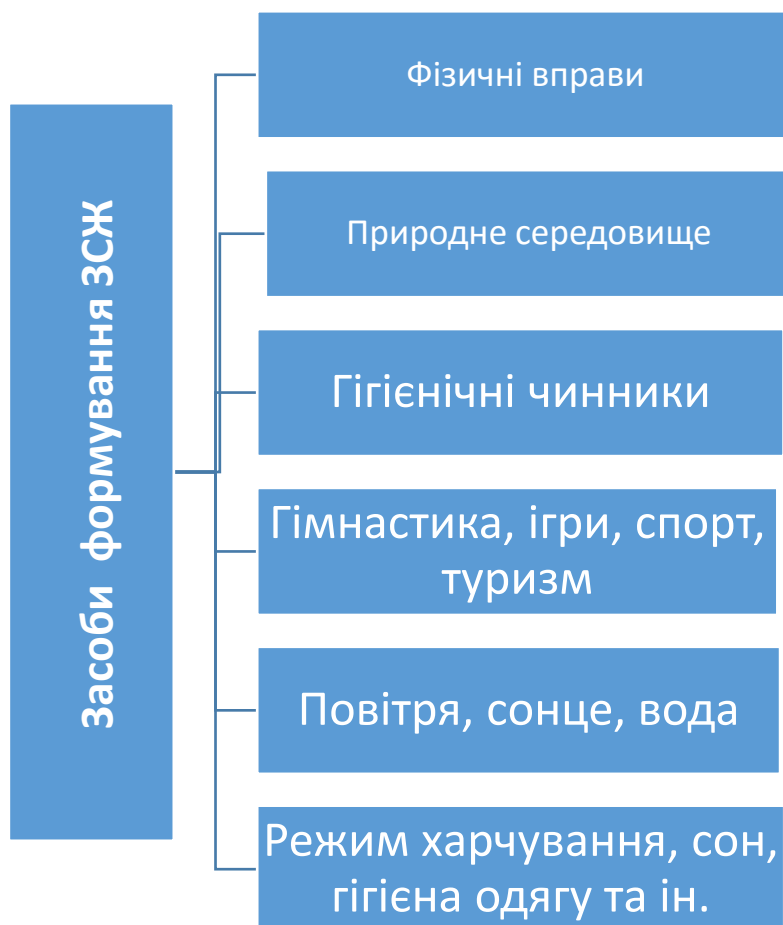 Засоби формування ЗСЖ
Фізичні вправи
Природне середовище
Гігієнічні чинники
Гімнастика, ігри, спорт,
туризм
Повітря, сонце, вода
Режим харчування, сон,
гігієна одягу та ін.